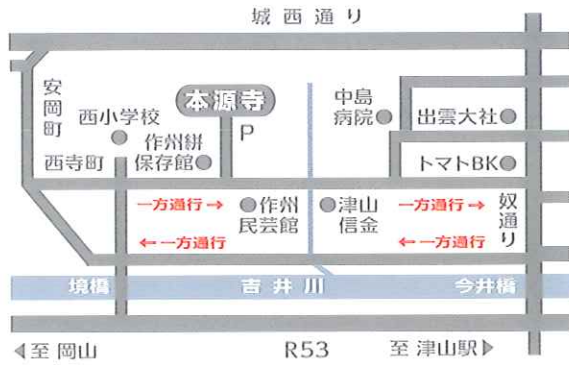 城西通り
安岡町
西小学校
本源寺
P
中島
病院
出雲大社
作州絣
保存館
西寺町
トマトBK
一方通行→
作州
民芸館
津山
信金
一方通行→
奴通り
←一方通行
←一方通行
境橋
吉井川
今井橋
至 岡山
R53
至 津山駅